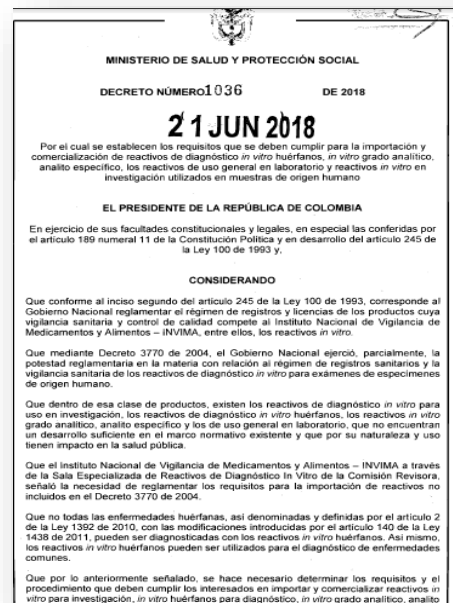 MINISTERIO DE SALUD Y PROTECCIÓN SOCIAL
DECRETO NÚMERO 1036 DE 2018
21 JUN 2018
Por el cual se establecen los requisitos que se deben cumplir para la importación y
comercialización de reactivos de diagnóstico in vitro huérfanos, in vitro grado analítico,
analito específico, los reactivos de uso general en laboratorio y reactivos in vitro en
investigación utilizados en muestras de origen humano
EL PRESIDENTE DE LA REPÚBLICA DE COLOMBIA
En ejercicio de sus facultades constitucionales y legales, en especial las conferidas por
el artículo 189 numeral 11 de la Constitución Política y en desarrollo del artículo 245 de
la Ley 100 de 1993 y,
CONSIDERANDO
Que conforme al inciso segundo del artículo 245 de la Ley 100 de 1993, corresponde al
Gobierno Nacional reglamentar el régimen de registros y licencias de los productos cuya
vigilancia sanitaria y control de calidad compete al Instituto Nacional de Vigilancia de
Medicamentos y Alimentos – INVIMA, entre ellos, los reactivos in vitro.
Que mediante Decreto 3770 de 2004, el Gobierno Nacional ejerció, parcialmente, la
potestad reglamentaria en la materia con relación al régimen de registros sanitarios y la
vigilancia sanitaria de los reactivos de diagnóstico in vitro para exámenes de especímenes
de origen humano.
Que dentro de esa clase de productos, existen los reactivos de diagnóstico in vitro para
uso en investigación, los reactivos de diagnóstico in vitro huérfanos, los reactivos in vitro
grado analítico, analito específico y los de uso general en laboratorio, que no encuentran
un desarrollo suficiente en el marco normativo existente y que por su naturaleza y uso
tienen impacto en la salud pública.
Que el Instituto Nacional de Vigilancia de Medicamentos y Alimentos – INVIMA a través
de la Sala Especializada de Reactivos de Diagnóstico In Vitro de la Comisión Revisora,
señaló la necesidad de reglamentar los requisitos para la importación de reactivos no
incluidos en el Decreto 3770 de 2004.
Que no todas las enfermedades huérfanas, así denominadas y definidas por el artículo 2
de la Ley 1392 de 2010, con las modificaciones introducidas por el artículo 140 de la Ley
1438 de 2011, pueden ser diagnosticadas con los reactivos in vitro huérfanos. Así mismo,
los reactivos in vitro huérfanos pueden ser utilizados para el diagnóstico de enfermedades
comunes.
Que por lo anteriormente señalado, se hace necesario determinar los requisitos y el
procedimiento que deben cumplir los interesados en importar y comercializar reactivos in
vitro para investigación, in vitro huérfanos para diagnóstico, in vitro grado analítico, analito